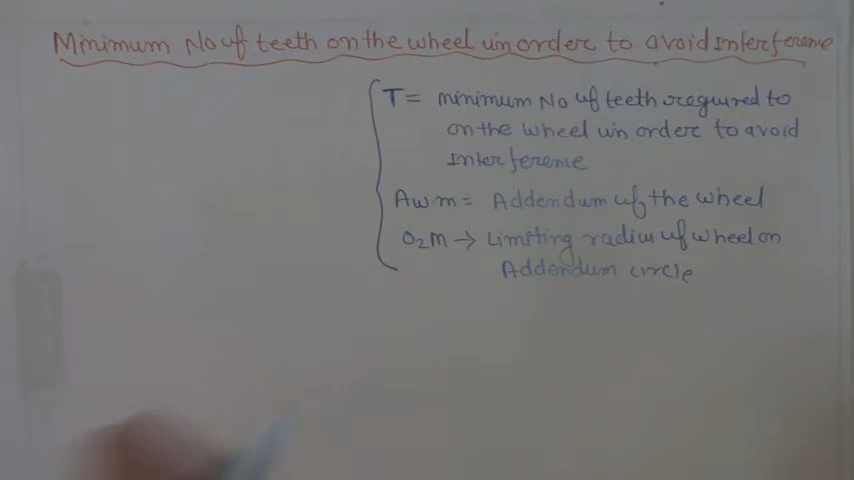 Minimum No of teeth on the wheel in order to avoid Interference
T = minimum No of teeth required to
on the wheel in order to avoid
Interference
Aw m = Addendum of the wheel
O₂M → Limiting radius of wheel on
Addendum circle